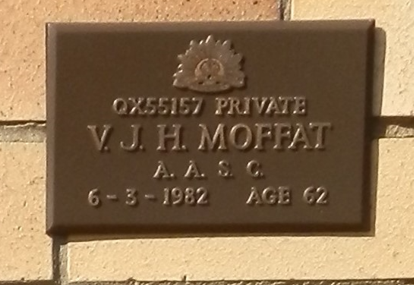 QX55157 PRIVATE
V. J. H. MOFFAT
A. A. S. C.
6 - 3 - 1982 AGE 62